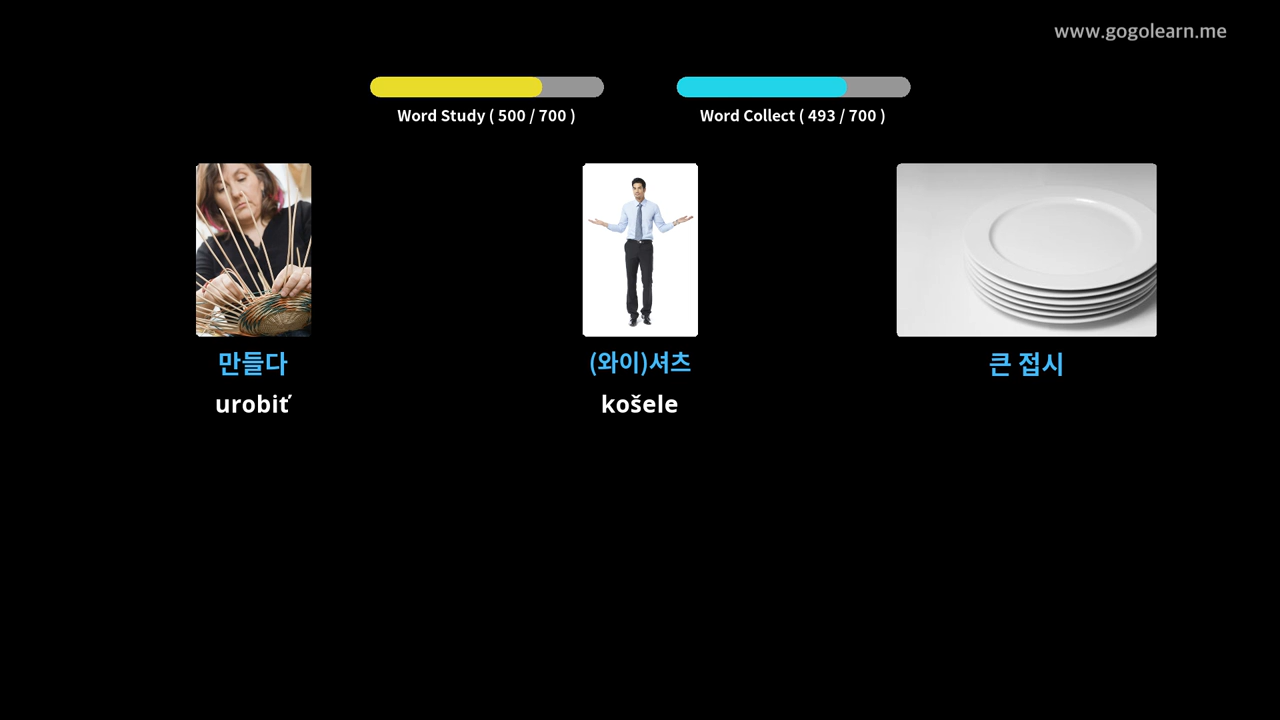 www.gogolearn.me
Word Study ( 500 / 700 )
Word Collect ( 493 / 700 )
만들다
(와이)셔츠
큰 접시
urobiť
košele